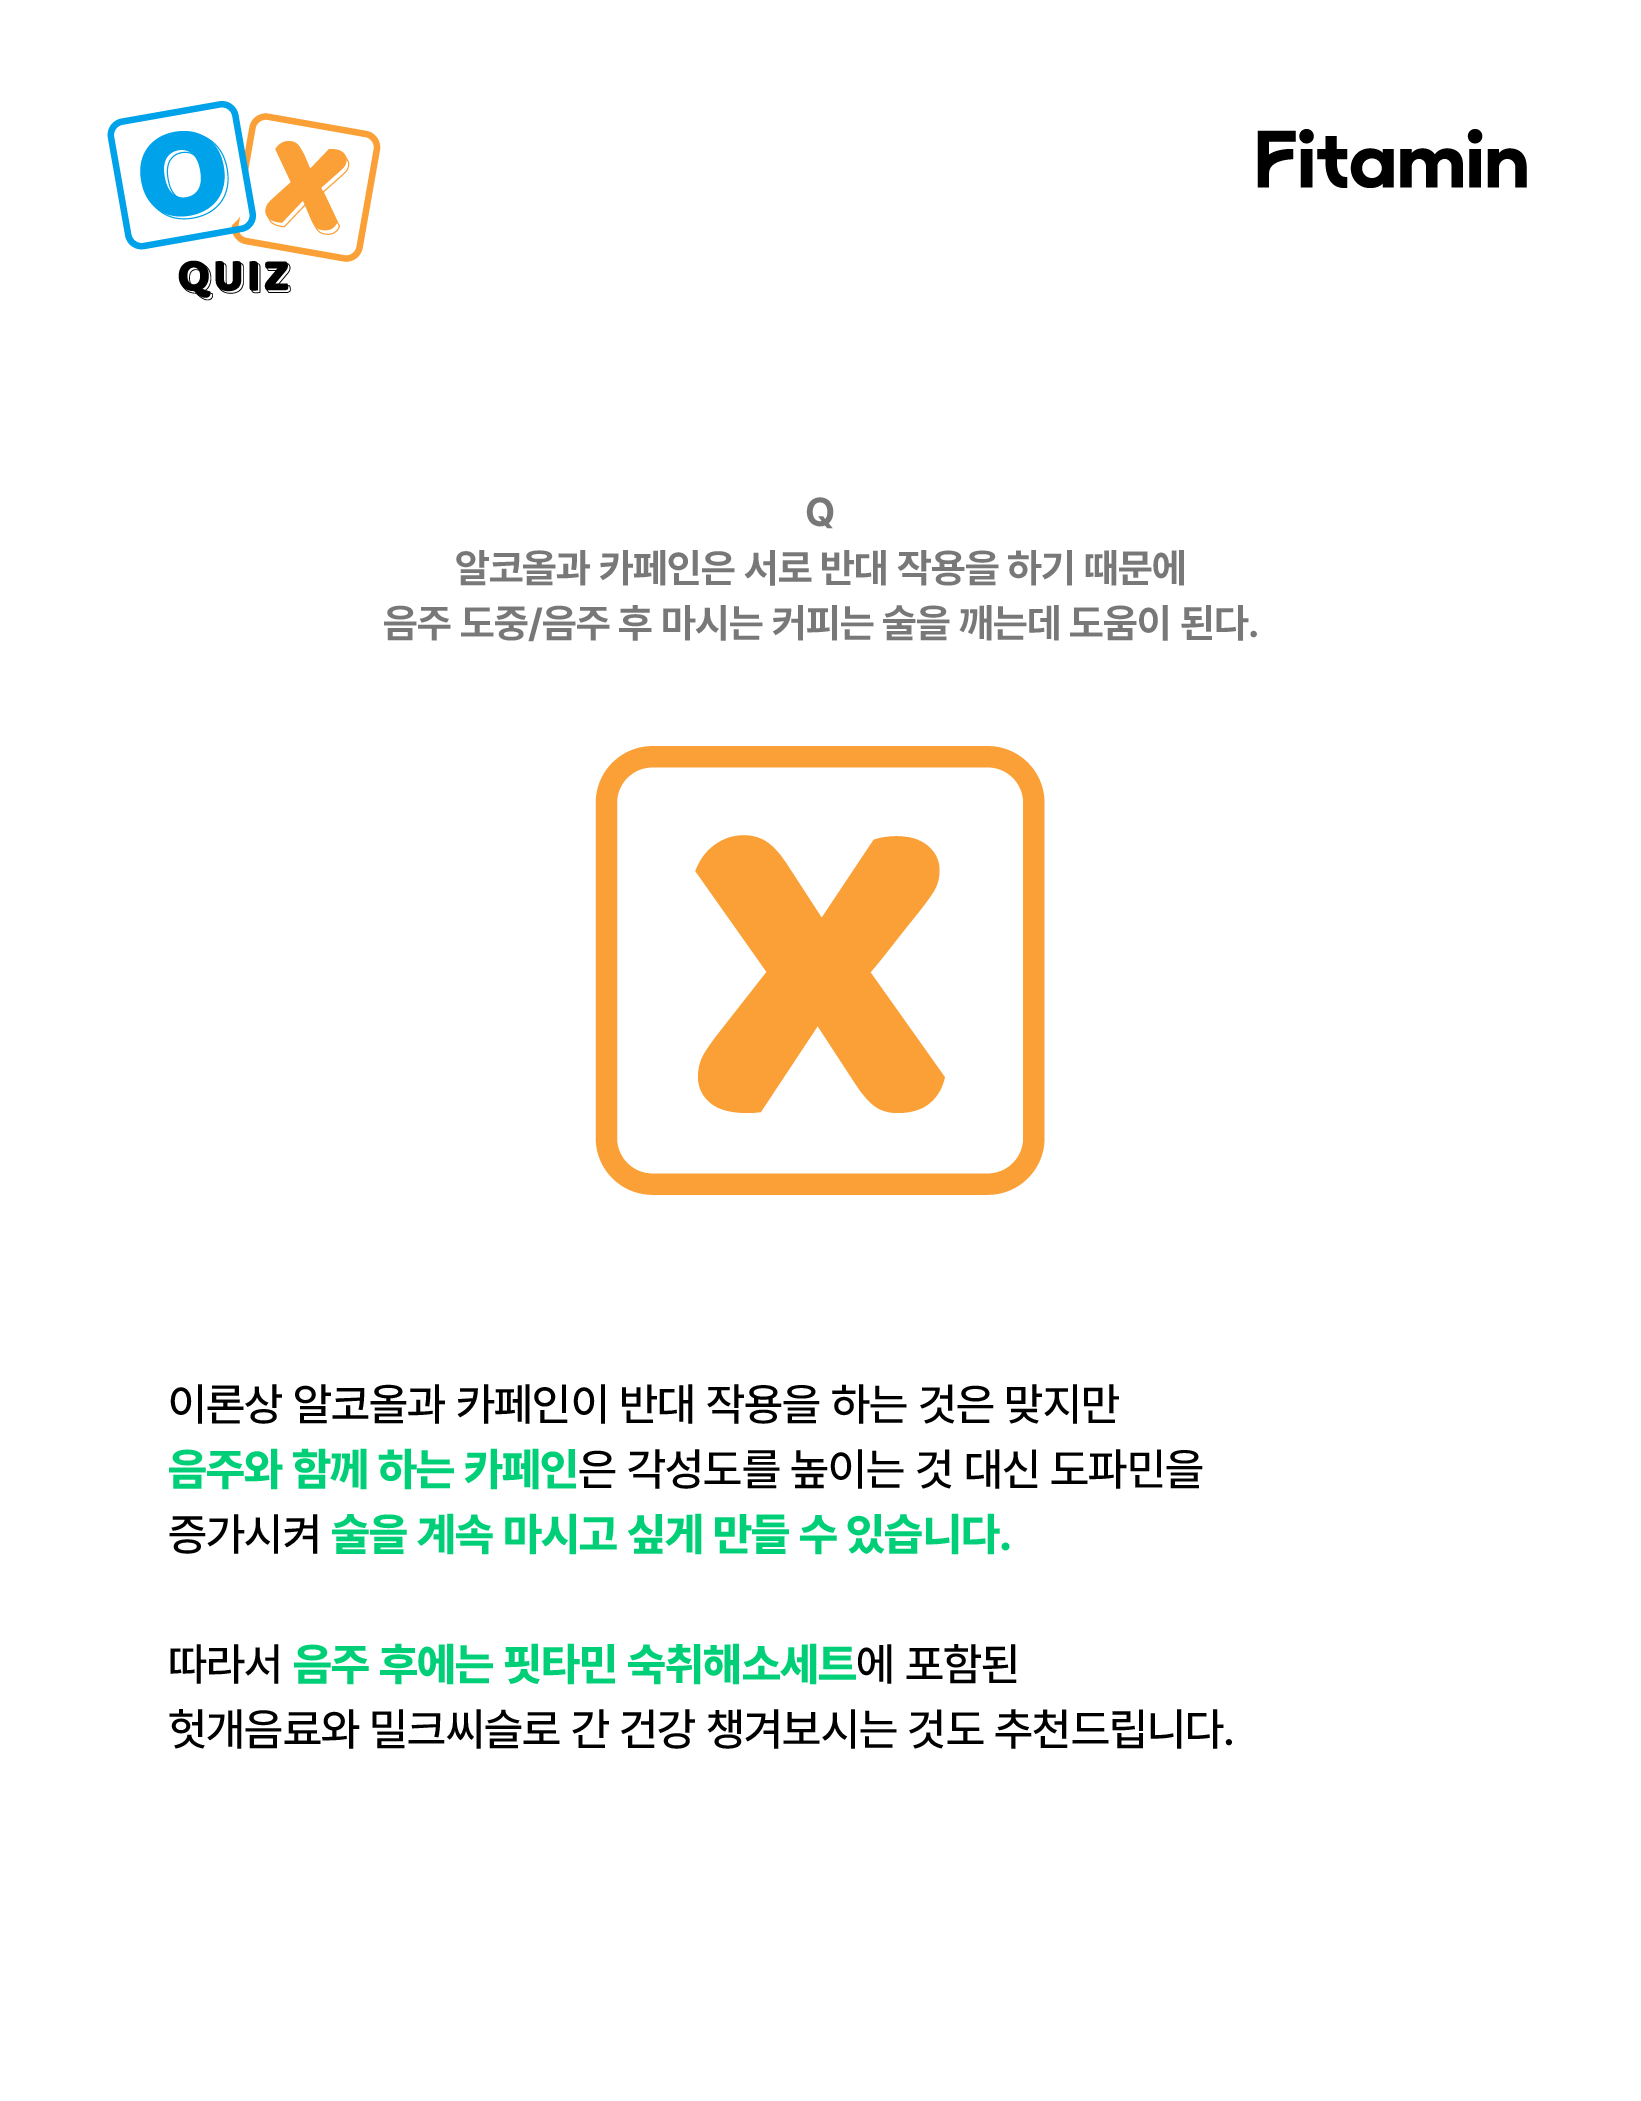 O X
QUIZ
Fitamin
Q
알코올과 카페인은 서로 반대 작용을 하기 때문에
음주 도중/음주 후 마시는 커피는 술을 깨는데 도움이 된다.
X
이론상 알코올과 카페인이 반대 작용을 하는 것은 맞지만
음주와 함께 하는 카페인은 각성도를 높이는 것 대신 도파민을
증가시켜 술을 계속 마시고 싶게 만들 수 있습니다.
따라서 음주 후에는 핏타민 숙취해소세트에 포함된
헛개음료와 밀크씨슬로 간 건강 챙겨보시는 것도 추천드립니다.